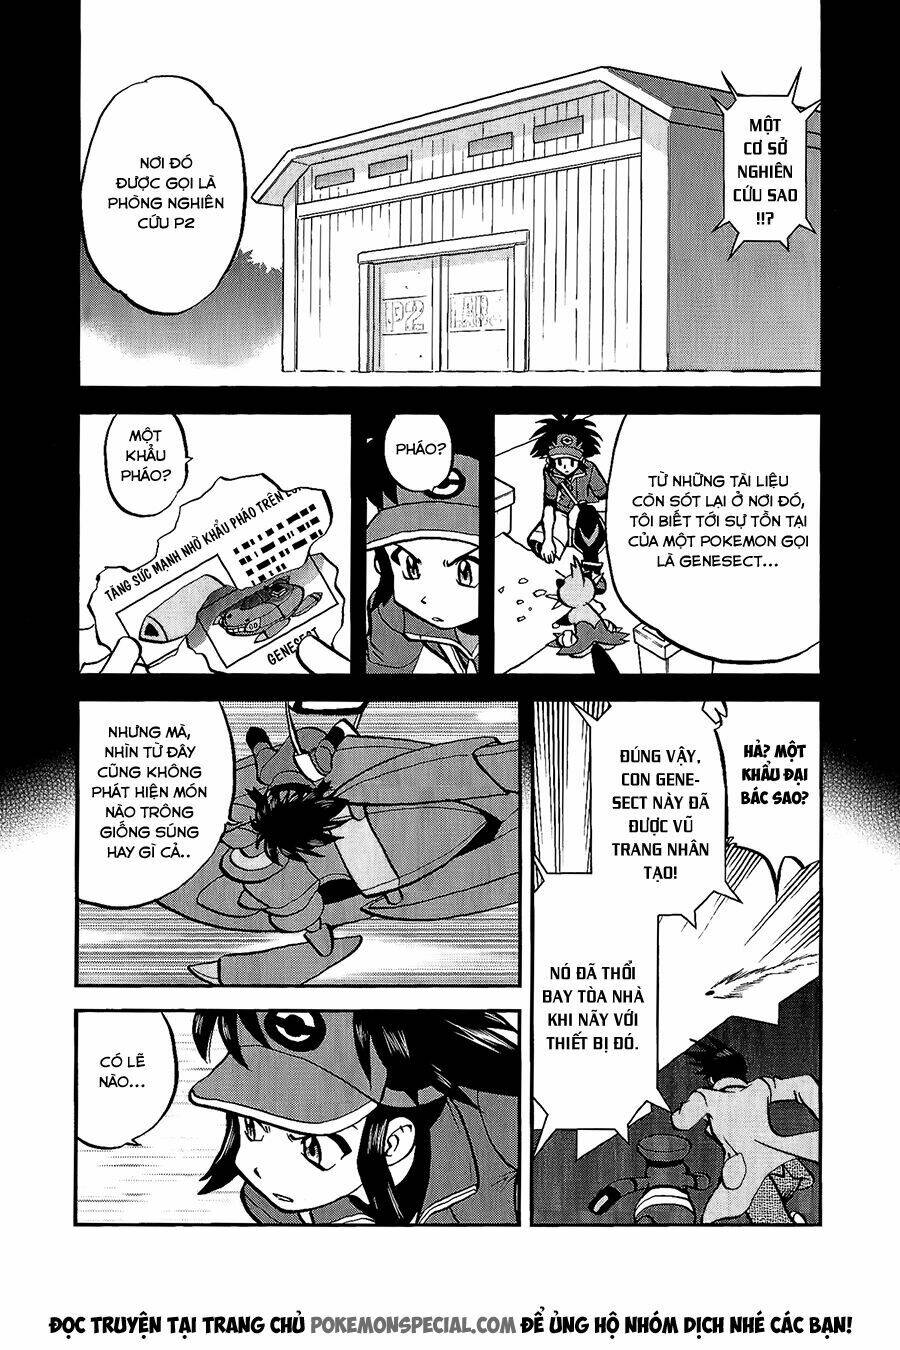 MỘT
CƠ SỞ
NGHIÊN
CỨU SAO
!!?
NƠI ĐÓ
ĐƯỢC GỌI LÀ
PHÒNG NGHIÊN
CỨU P2
P2 LAB
TỪ NHỮNG TÀI LIỆU
CÒN SÓT LẠI Ở NƠI ĐÓ,
TÔI BIẾT TỚI SỰ TỒN TẠI
CỦA MỘT POKEMON GỌI
LÀ GENESECT...
PHÁO?
MỘT
KHẨU
PHÁO?
TĂNG SỨC MẠNH NHỜ KHẨU PHÁO TRÊN
GENESECT
HẢ? MỘT
KHẨU ĐẠI
BÁC SAO?
ĐÚNG VẬY,
CON GENE-
SECT NÀY ĐÃ
ĐƯỢC VŨ
TRANG NHÂN
TẠO!
NÓ ĐÃ THỔI
BAY TÒA NHÀ
KHI NÃY VỚI
THIẾT BỊ ĐÓ.
NHƯNG MÀ,
NHÌN TỪ ĐÂY
CŨNG KHÔNG
PHÁT HIỆN MÓN
NÀO TRÔNG
GIỐNG SÚNG
HAY GÌ CẢ..
CÓ LẼ
NÀO...
ĐỌC TRUYỆN TẠI TRANG CHỦ POKEMONSPECIAL.COM ĐỂ ỦNG HỘ NHÓM DỊCH NHÉ CÁC BẠN!